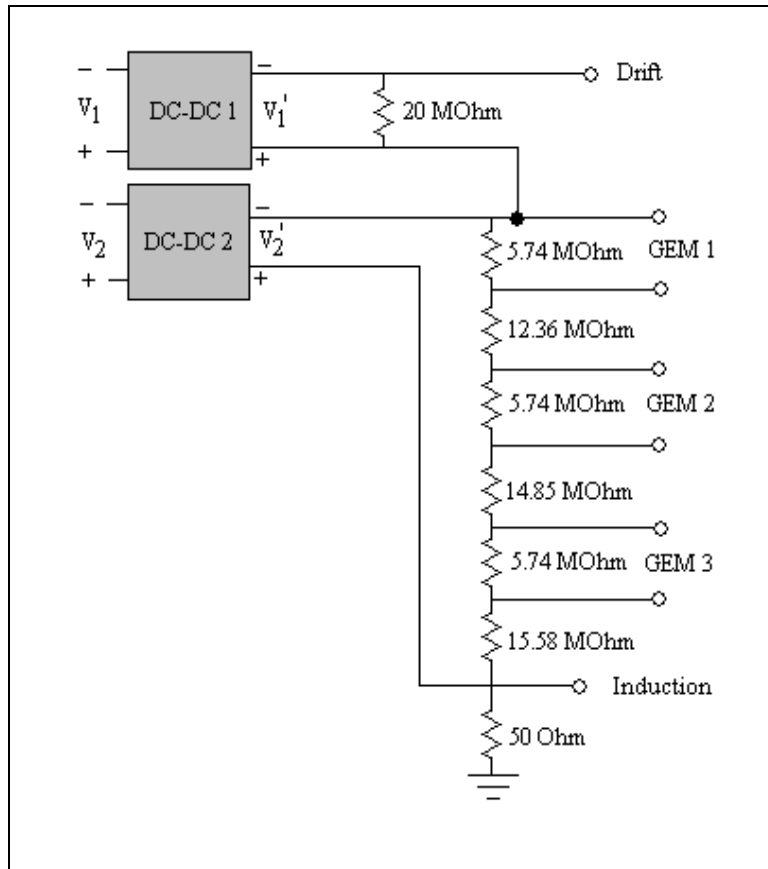 − − Drift
V₁ DC-DC 1 V₁' 20 MOhm
+ +
− −
V₂ DC-DC 2 V₂' 5.74 MOhm GEM 1
+ +
12.36 MOhm
5.74 MOhm GEM 2
14.85 MOhm
5.74 MOhm GEM 3
15.58 MOhm
Induction
50 Ohm